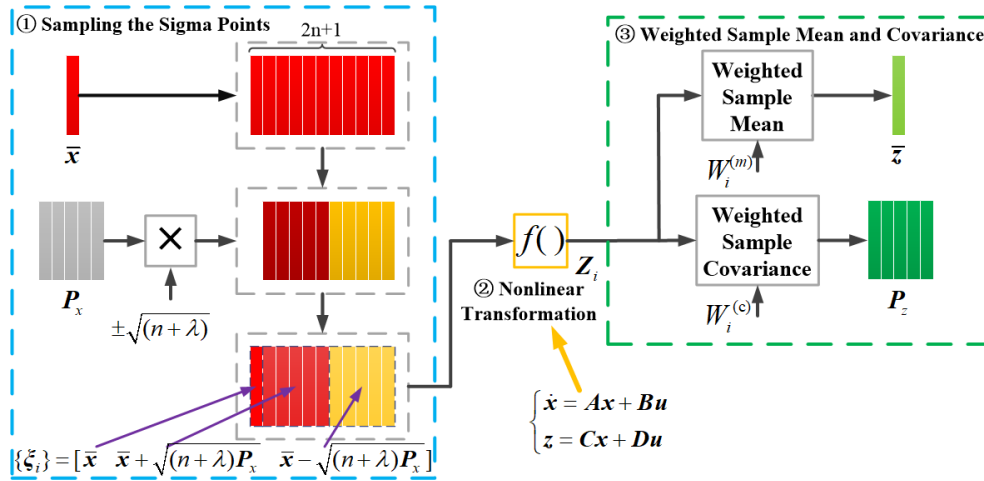 ① Sampling the Sigma Points
2n+1
x̄
P_x
×
±√(n+λ)
{ξ_i} = [ x̄  x̄+√(n+λ)P_x  x̄−√(n+λ)P_x ]
f( )
Z_i
② Nonlinear
Transformation
{ ẋ = Ax + Bu
z = Cx + Du
③ Weighted Sample Mean and Covariance
Weighted
Sample
Mean
W_i^(m)
z̄
Weighted
Sample
Covariance
W_i^(c)
P_z